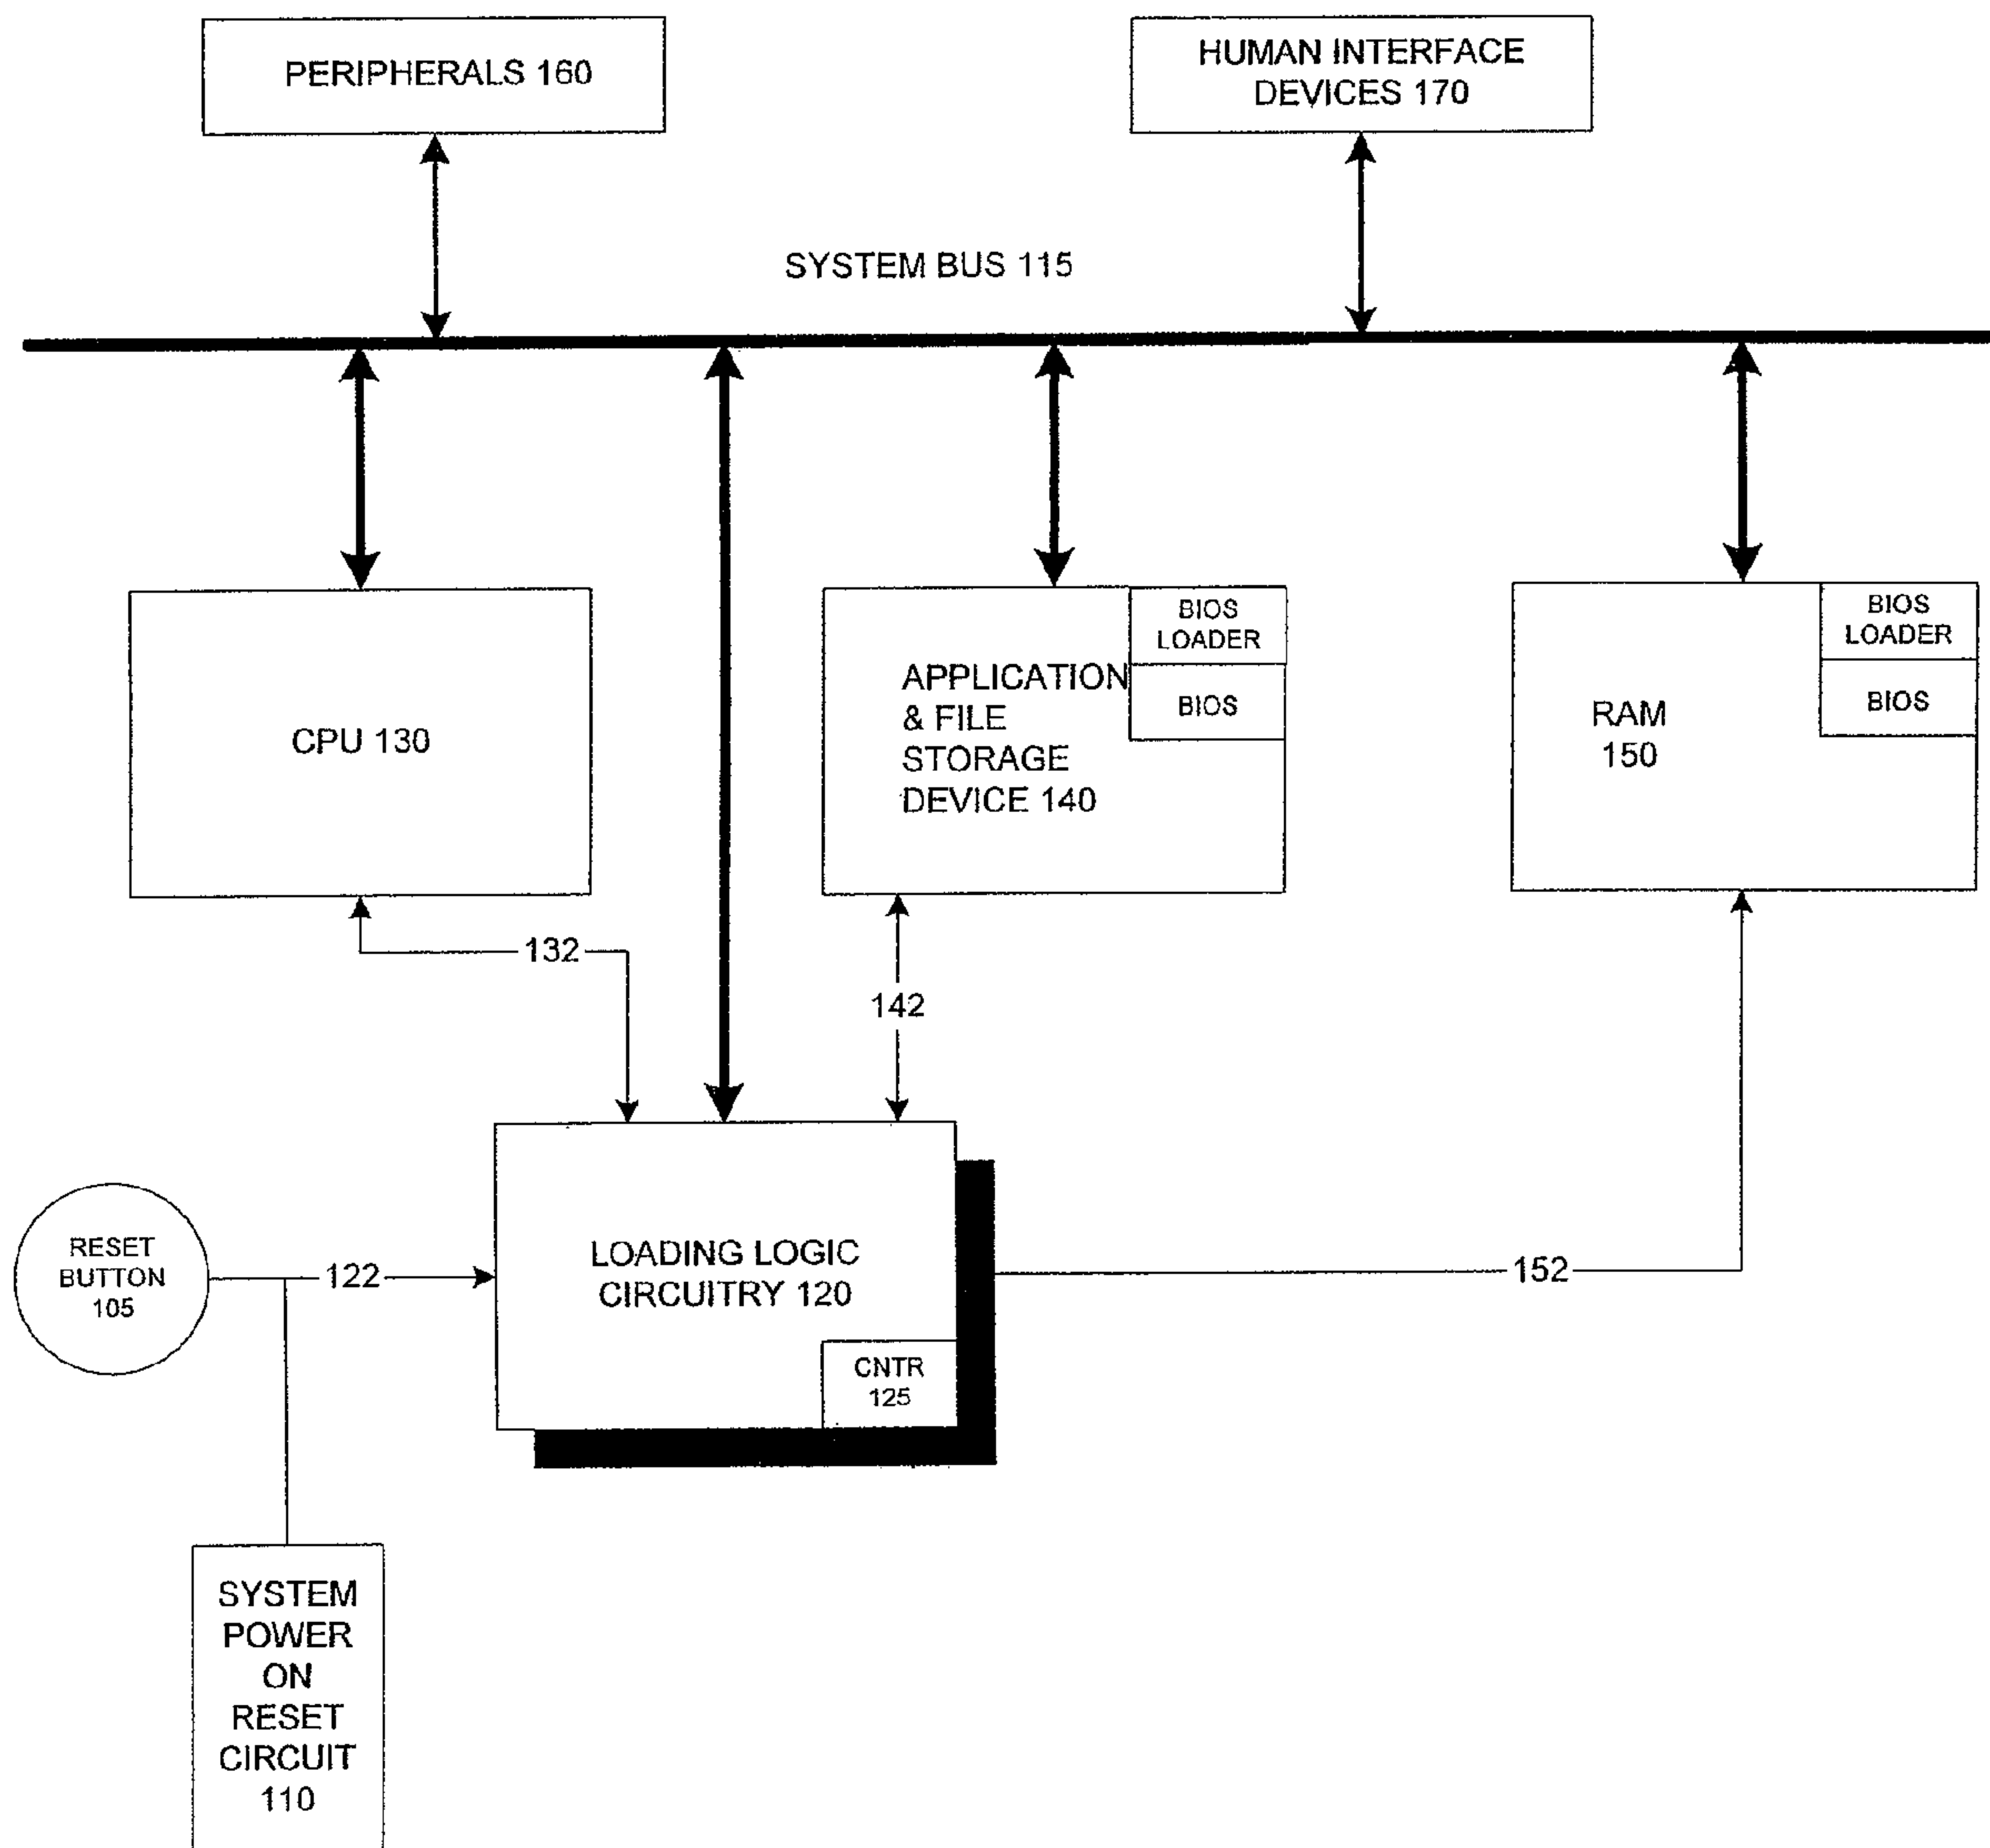 PERIPHERALS 160
HUMAN INTERFACE
DEVICES 170
SYSTEM BUS 115
CPU 130
APPLICATION
& FILE
STORAGE
DEVICE 140
BIOS
LOADER
BIOS
RAM
150
BIOS
LOADER
BIOS
132
142
RESET
BUTTON
105
122
LOADING LOGIC
CIRCUITRY 120
CNTR
125
152
SYSTEM
POWER
ON
RESET
CIRCUIT
110